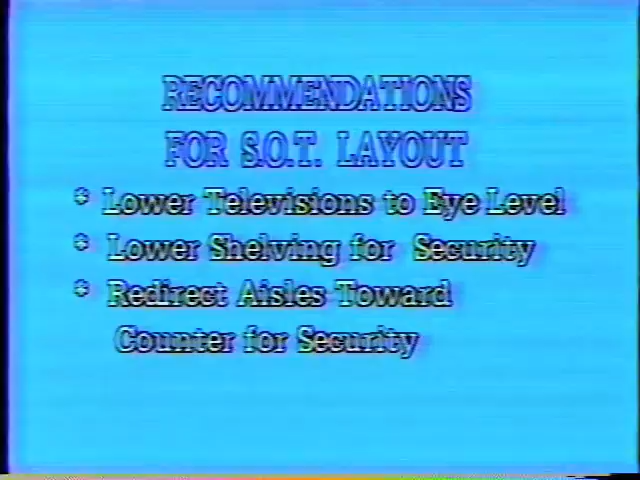 RECOMMENDATIONS
FOR S.O.T. LAYOUT
* Lower Televisions to Eye Level
* Lower Shelving for Security
* Redirect Aisles Toward
Counter for Security